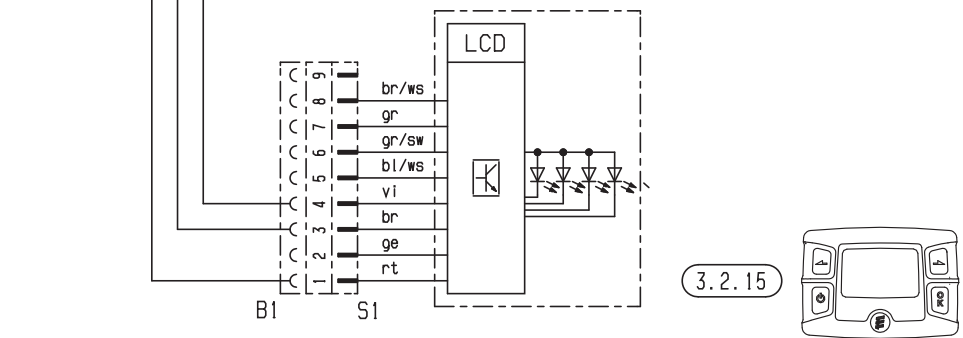 LCD
9
8 br/ws
7 gr
6 gr/sw
5 bl/ws
4 vi
3 br
2 ge
1 rt
B1 S1
3.2.15
OK